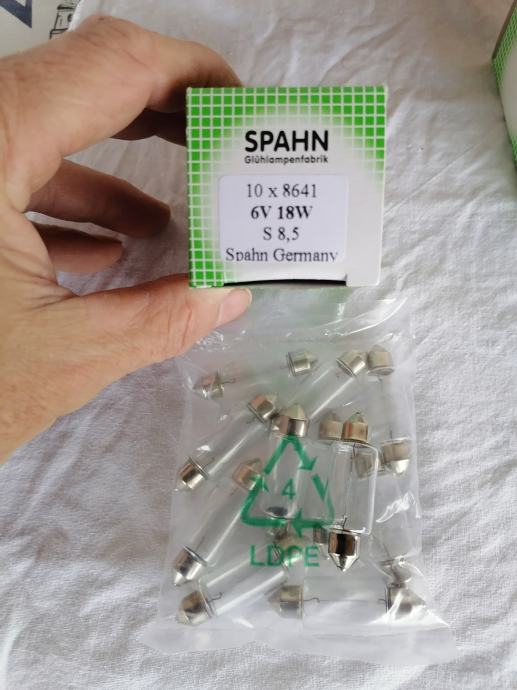 SPAHN
Glühlampenfabrik
10 x 8641
6V 18W
S 8,5
Spahn Germany
4
LDPE